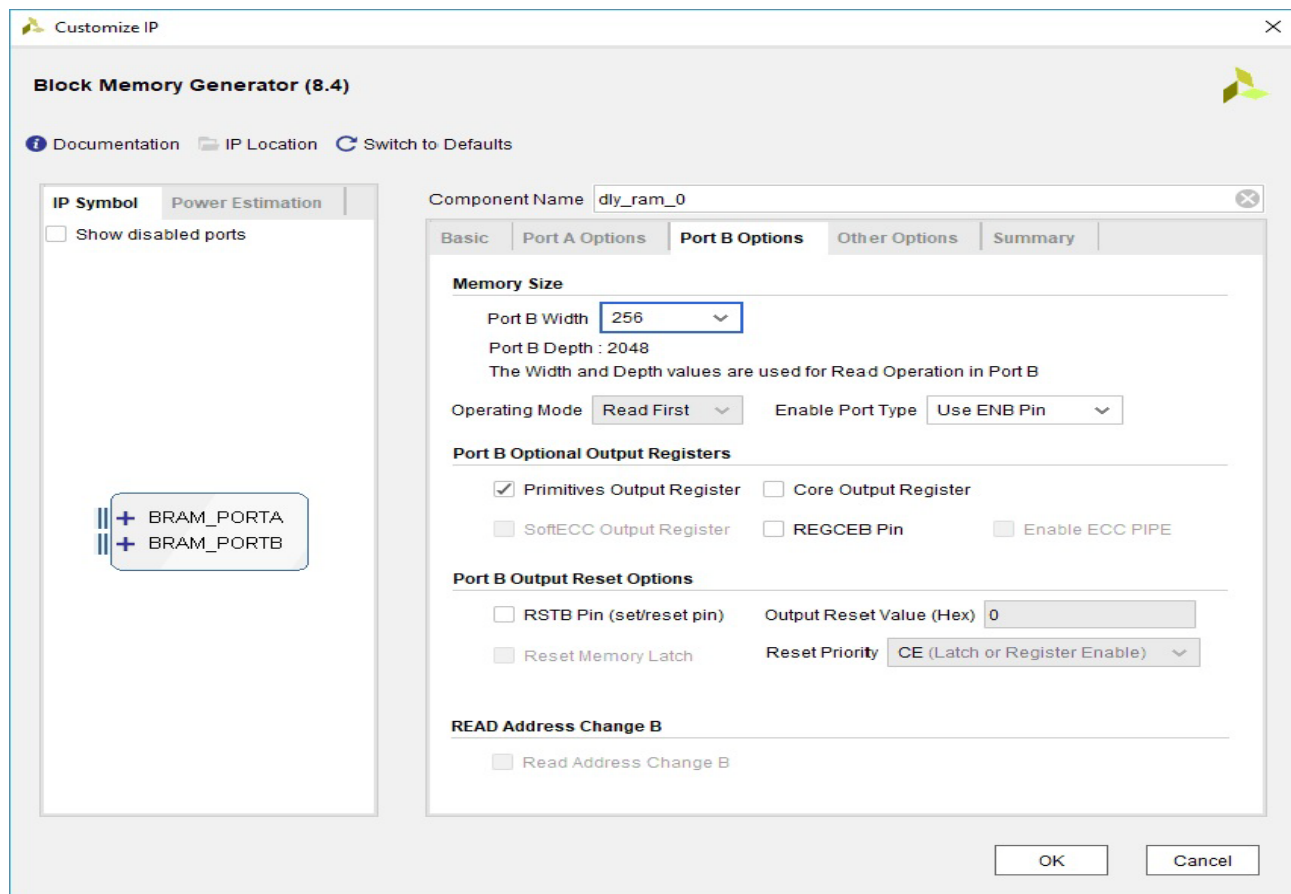 Customize IP
Block Memory Generator (8.4)
Documentation IP Location Switch to Defaults
IP Symbol Power Estimation
Show disabled ports
BRAM_PORTA
BRAM_PORTB
Component Name dly_ram_0
Basic Port A Options Port B Options Other Options Summary
Memory Size
Port B Width 256
Port B Depth : 2048
The Width and Depth values are used for Read Operation in Port B
Operating Mode Read First Enable Port Type Use ENB Pin
Port B Optional Output Registers
Primitives Output Register Core Output Register
SoftECC Output Register REGCEB Pin Enable ECC PIPE
Port B Output Reset Options
RSTB Pin (set/reset pin) Output Reset Value (Hex) 0
Reset Memory Latch Reset Priority CE (Latch or Register Enable)
READ Address Change B
Read Address Change B
OK Cancel